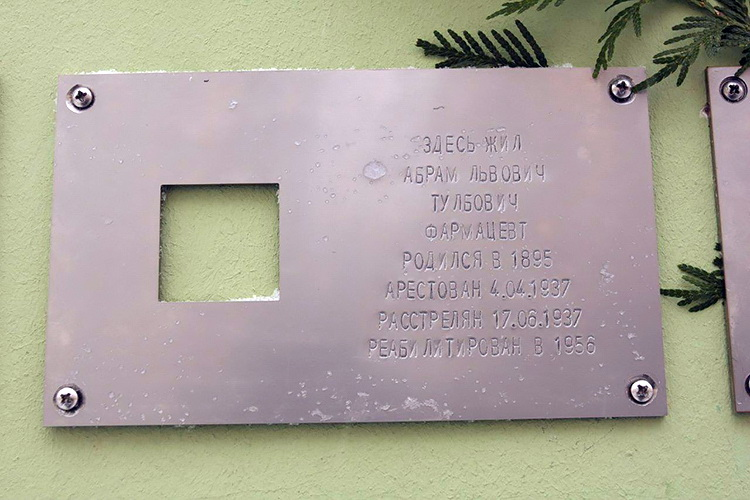 ЗДЕСЬ ЖИЛ
АБРАМ ЛЬВОВИЧ
ТУЛБОВИЧ
ФАРМАЦЕВТ
РОДИЛСЯ В 1895
АРЕСТОВАН 4.04.1937
РАССТРЕЛЯН 17.06.1937
РЕАБИЛИТИРОВАН В 1956